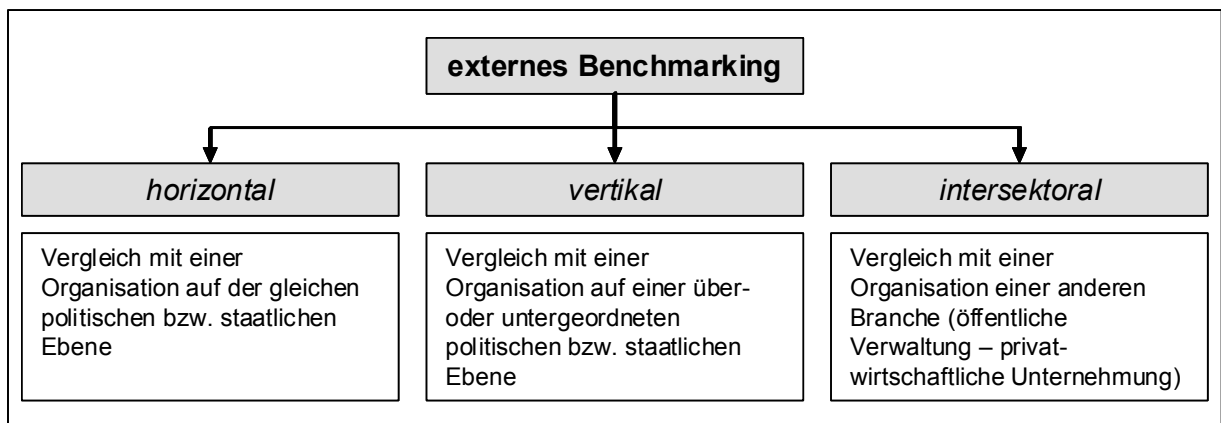 externes Benchmarking
horizontal
vertikal
intersektoral
Vergleich mit einer
Organisation auf der gleichen
politischen bzw. staatlichen
Ebene
Vergleich mit einer
Organisation auf einer über-
oder untergeordneten
politischen bzw. staatlichen
Ebene
Vergleich mit einer
Organisation einer anderen
Branche (öffentliche
Verwaltung – privat-
wirtschaftliche Unternehmung)